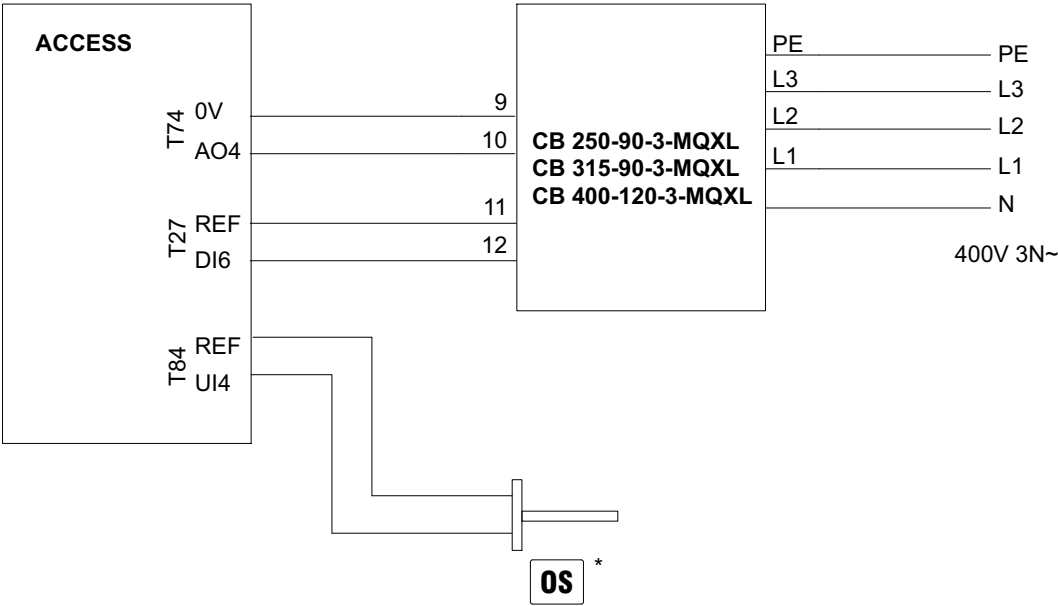 ACCESS
T74
0V
AO4
T27
REF
DI6
T84
REF
UI4
9
10
11
12
CB 250-90-3-MQXL
CB 315-90-3-MQXL
CB 400-120-3-MQXL
PE
L3
L2
L1
PE
L3
L2
L1
N
400V 3N~
OS *